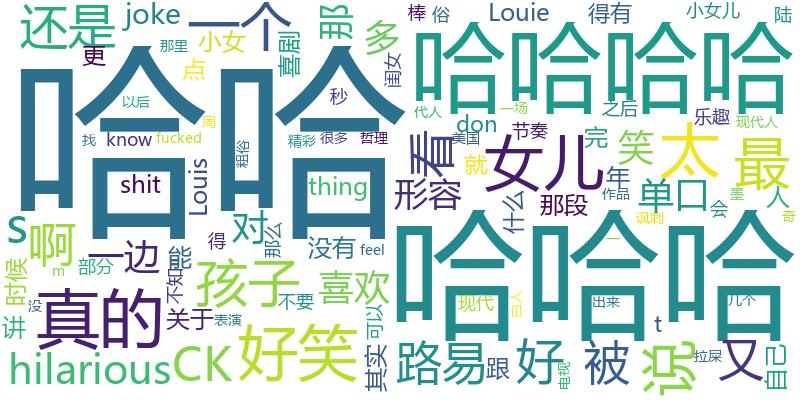 还是
joke
一个
那
喜剧
多
棒
俗
Louie
得有
小女儿
陆
更
小女
点
那里
闺女
哈哈
哈哈哈哈
以后
周
秒
代人
一场
之后
乐趣
现代人
找
know
fucked
精彩
很多
哲理
don
节奏
完
美国
看
女儿
笑
太
最
shit
粗俗
Louis
thing
形容
就
那段
什么
年
作品
单口
讽刺
会
墨
人
奇
s
啊
一边
能
得
对
那么
没有
feel
哈哈哈
一
时候
m
部分
孩子
不知
不要
喜欢
现代
白人
出来
几个
讲
没
真的
关于
表演
好笑
可以
t
hilarious
CK
其实
路易
跟
好
电视
被
说
拉屎
又
自己